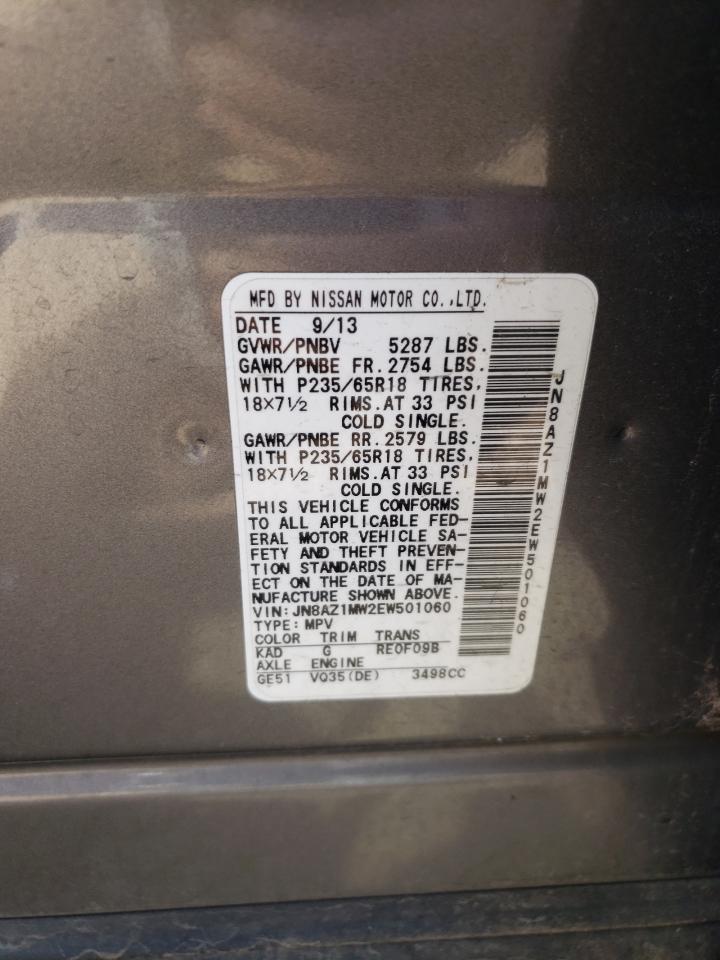 MFD BY NISSAN MOTOR CO.,LTD.
DATE 9/13
GVWR/PNBV 5287 LBS.
GAWR/PNBE FR. 2754 LBS.
WITH P235/65R18 TIRES,
18×7½ RIMS.AT 33 PSI
COLD SINGLE.
GAWR/PNBE RR. 2579 LBS.
WITH P235/65R18 TIRES,
18×7½ RIMS.AT 33 PSI
COLD SINGLE.
THIS VEHICLE CONFORMS
TO ALL APPLICABLE FED-
ERAL MOTOR VEHICLE SA-
FETY AND THEFT PREVEN-
TION STANDARDS IN EFF-
ECT ON THE DATE OF MA-
NUFACTURE SHOWN ABOVE.
VIN:JN8AZ1MW2EW501060
TYPE:MPV
COLOR TRIM TRANS
KAD G RE0F09B
AXLE ENGINE
GE51 VQ35(DE) 3498CC
JN8AZ1MW2EW501060